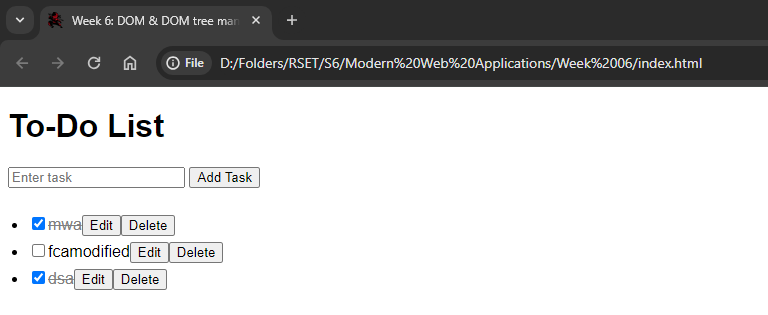 Week 6: DOM & DOM tree man
File D:/Folders/RSET/S6/Modern%20Web%20Applications/Week%2006/index.html
To-Do List
Enter task Add Task
mwa Edit Delete
fcamodified Edit Delete
dsa Edit Delete